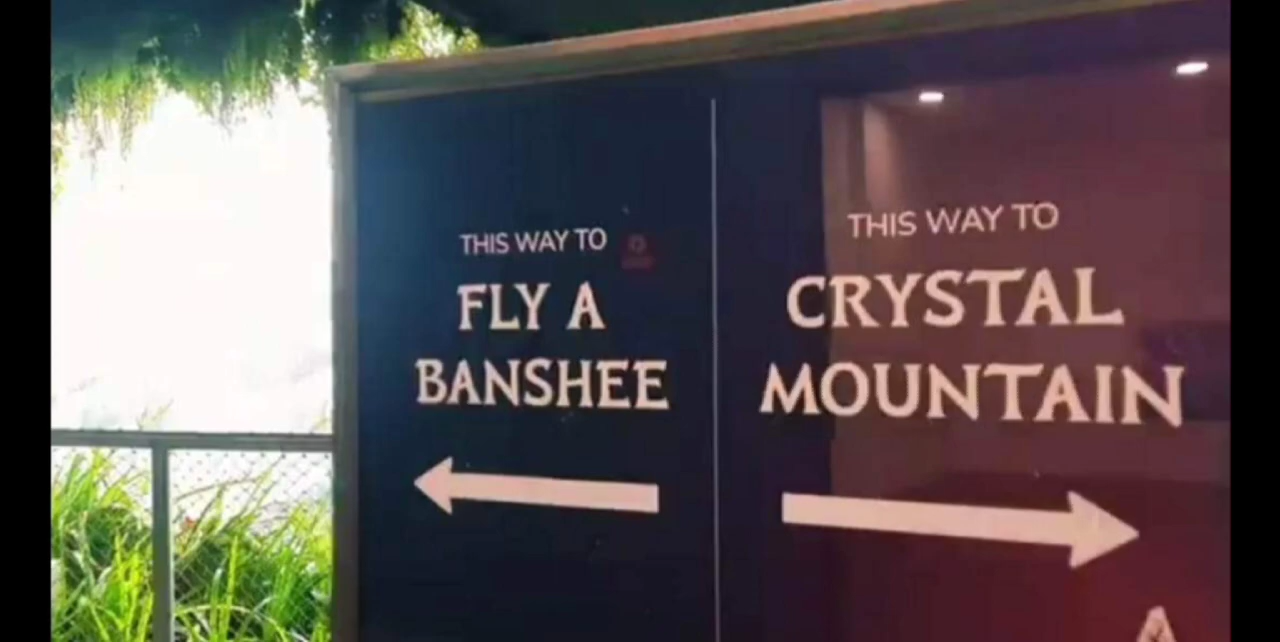 THIS WAY TO
FLY A
BANSHEE
THIS WAY TO
CRYSTAL
MOUNTAIN
A